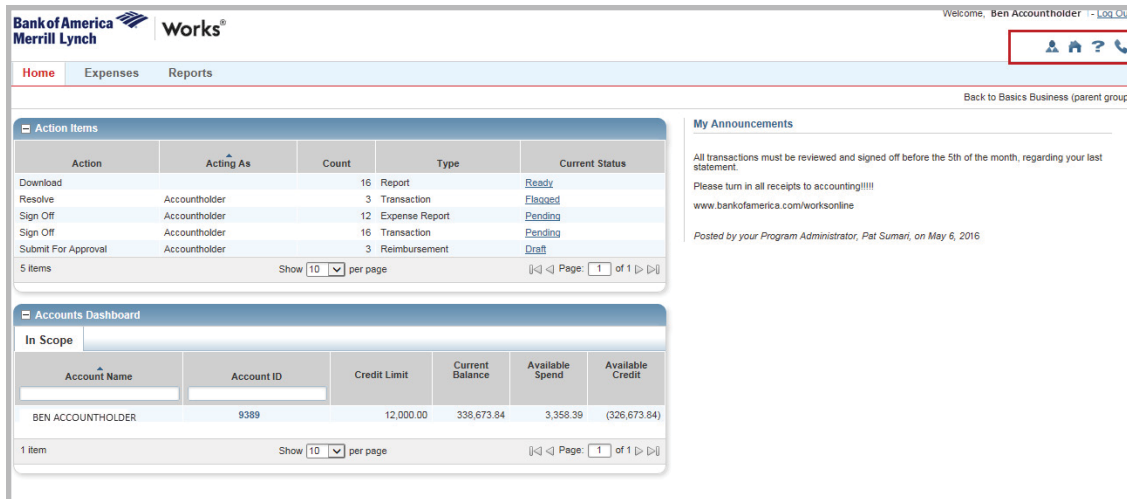 Welcome, Ben Accountholder - Log Ou
Bank of America
Merrill Lynch
Works®
Home Expenses Reports
Back to Basics Business (parent group
Action Items
Action Acting As Count Type Current Status
Download 16 Report Ready
Resolve Accountholder 3 Transaction Flagged
Sign Off Accountholder 12 Expense Report Pending
Sign Off Accountholder 16 Transaction Pending
Submit For Approval Accountholder 3 Reimbursement Draft
5 items Show 10 per page Page: 1 of 1
My Announcements
All transactions must be reviewed and signed off before the 5th of the month, regarding your last
statement.
Please turn in all receipts to accounting!!!!!
www.bankofamerica.com/worksonline
Posted by your Program Administrator, Pat Sumari, on May 6, 2016
Accounts Dashboard
In Scope
Account Name Account ID Credit Limit Current Balance Available Spend Available Credit
BEN ACCOUNTHOLDER 9389 12,000.00 338,673.84 3,358.39 (326,673.84)
1 item Show 10 per page Page: 1 of 1